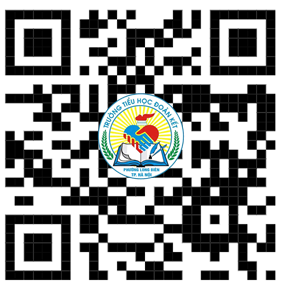 TRƯỜNG TIỂU HỌC ĐOÀN KẾT
PHƯỜNG LONG BIÊN
TP. HÀ NỘI